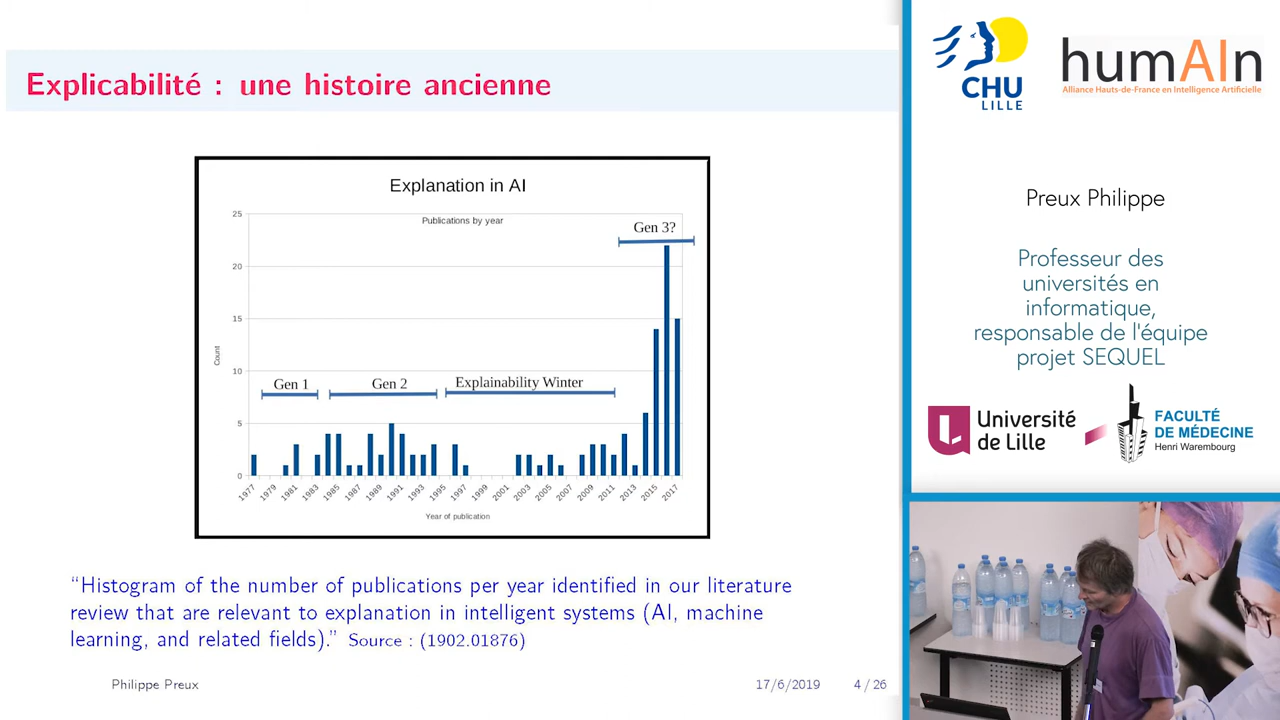 Explicabilité : une histoire ancienne
Explanation in AI
Publications by year
Gen 3?
Gen 1
Gen 2
Explainability Winter
Count
25
20
15
10
5
0
1977
1979
1981
1983
1985
1987
1989
1991
1993
1995
1997
1999
2001
2003
2005
2007
2009
2011
2013
2015
2017
Year of publication
“Histogram of the number of publications per year identified in our literature
review that are relevant to explanation in intelligent systems (AI, machine
learning, and related fields).” Source : (1902.01876)
Philippe Preux
17/6/2019
4 / 26
CHU
LILLE
humAIn
Alliance Hauts-de-France en Intelligence Artificielle
Preux Philippe
Professeur des
universités en
informatique,
responsable de l'équipe
projet SEQUEL
Université
de Lille
FACULTÉ
DE MÉDECINE
Henri Warembourg